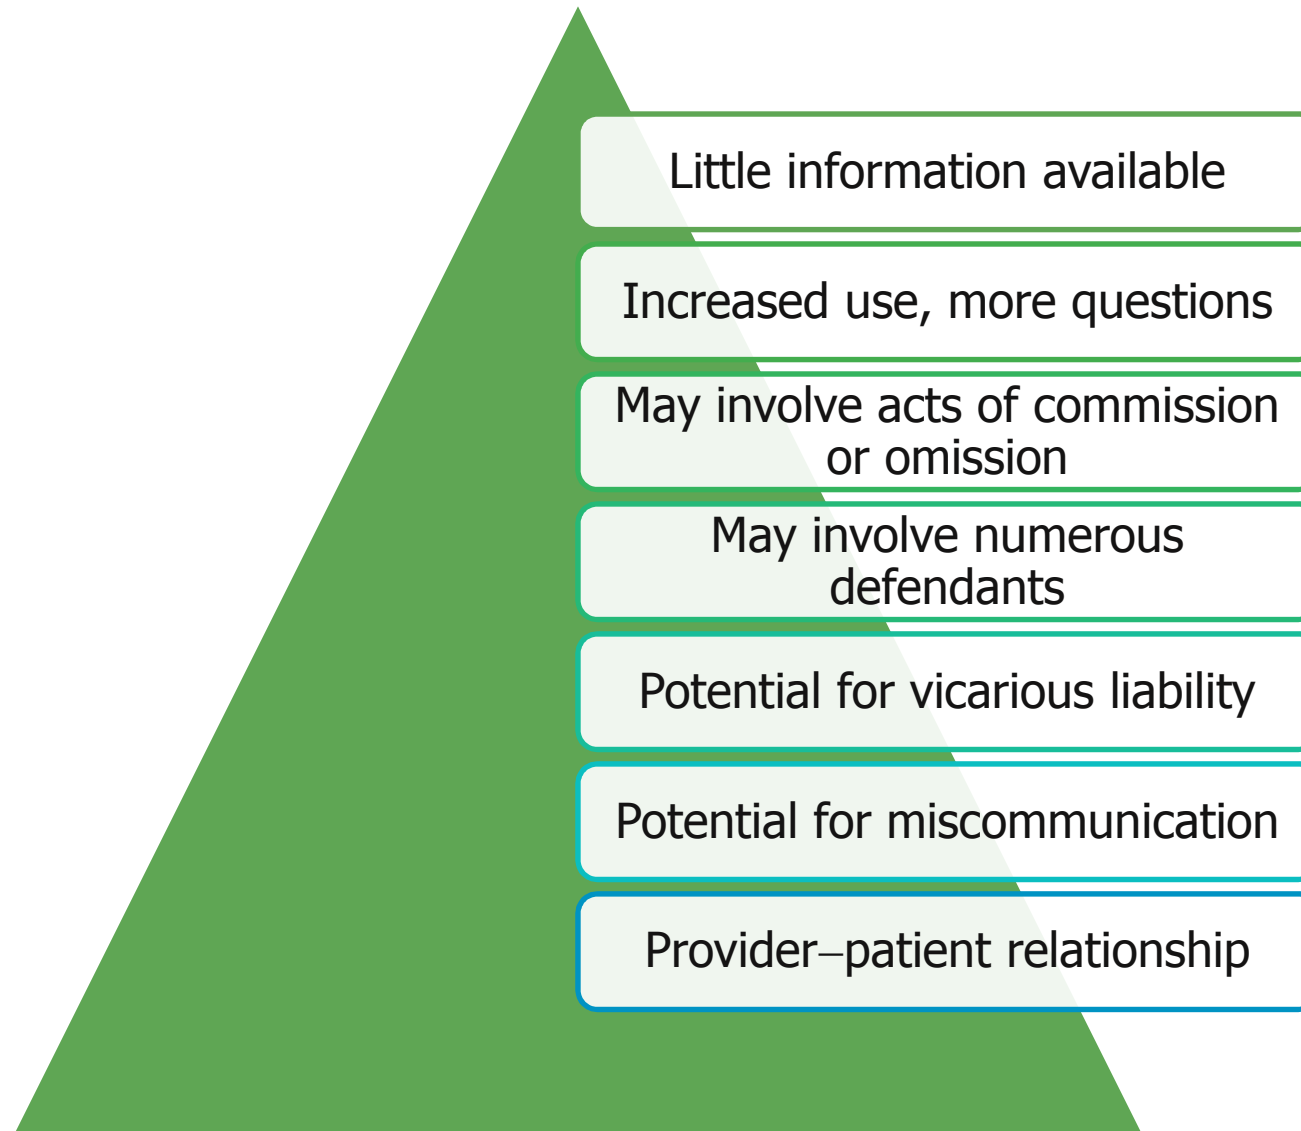 Little information available
Increased use, more questions
May involve acts of commission
or omission
May involve numerous
defendants
Potential for vicarious liability
Potential for miscommunication
Provider–patient relationship